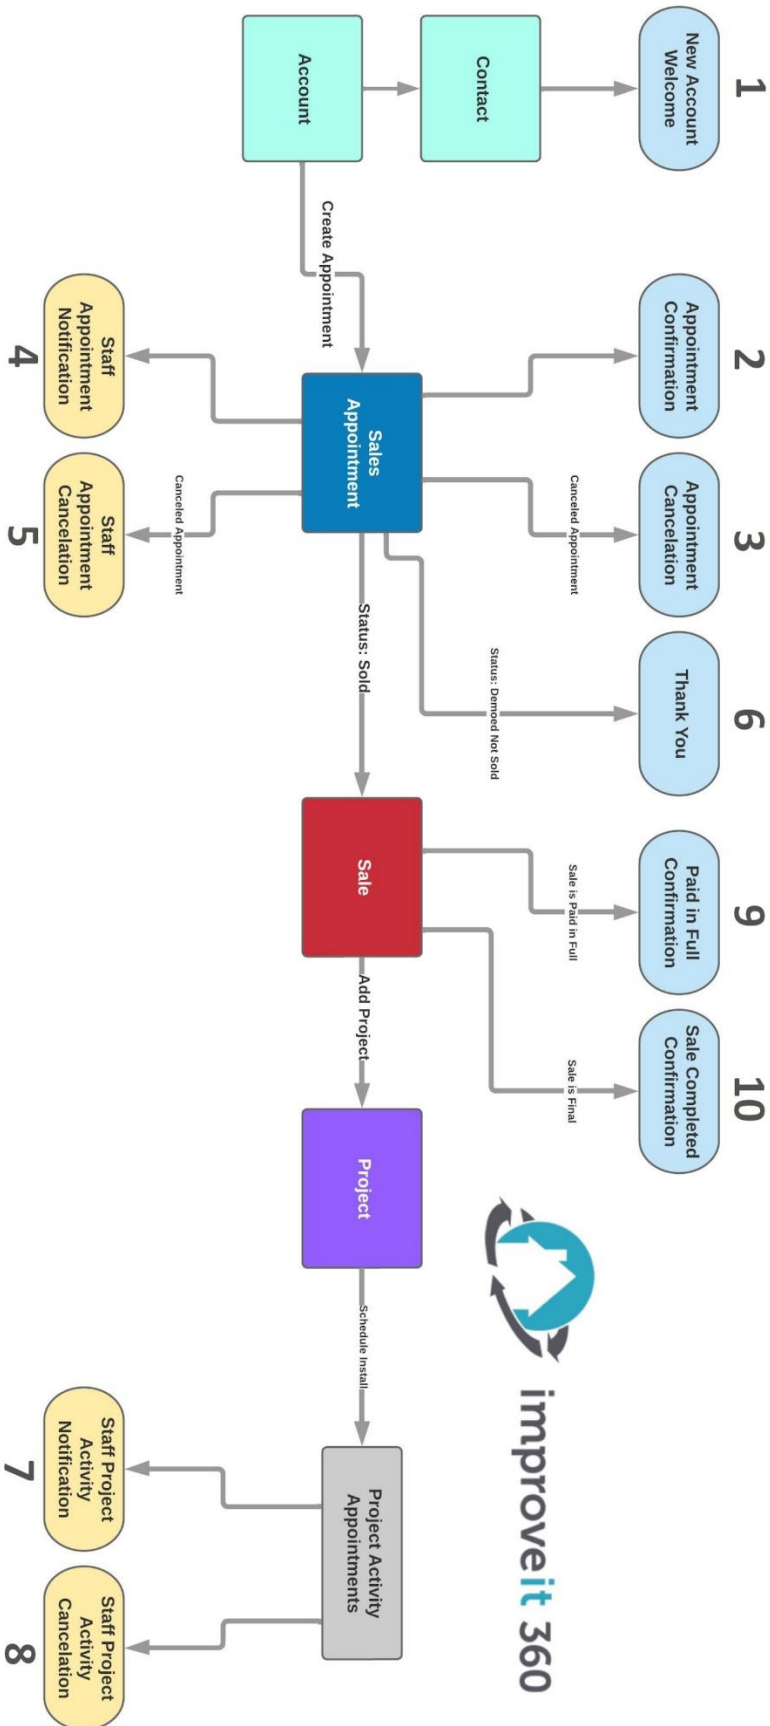 1
2
3
6
9
10
New Account
Welcome
Appointment
Confirmation
Appointment
Cancelation
Thank You
Paid in Full
Confirmation
Sale Completed
Confirmation
Canceled Appointment
Status: Demoed Not Sold
Sale is Paid in Full
Sale is Final
improveit 360
Contact
Account
Create Appointment
Sales
Appointment
Status: Sold
Sale
Add Project
Project
Schedule Install
Project Activity
Appointments
Canceled Appointment
Staff
Appointment
Notification
Staff
Appointment
Cancelation
Staff Project
Activity
Notification
Staff Project
Activity
Cancelation
4
5
7
8